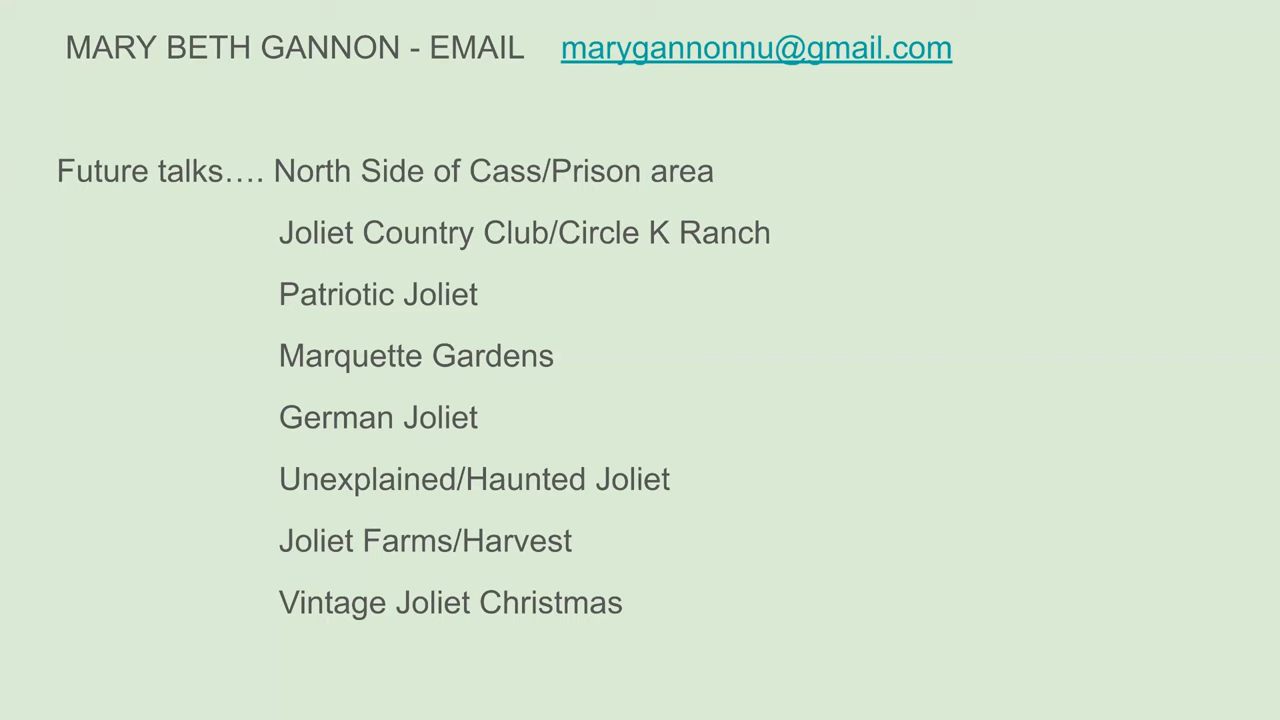 MARY BETH GANNON - EMAIL marygannonnu@gmail.com
Future talks.... North Side of Cass/Prison area
Joliet Country Club/Circle K Ranch
Patriotic Joliet
Marquette Gardens
German Joliet
Unexplained/Haunted Joliet
Joliet Farms/Harvest
Vintage Joliet Christmas